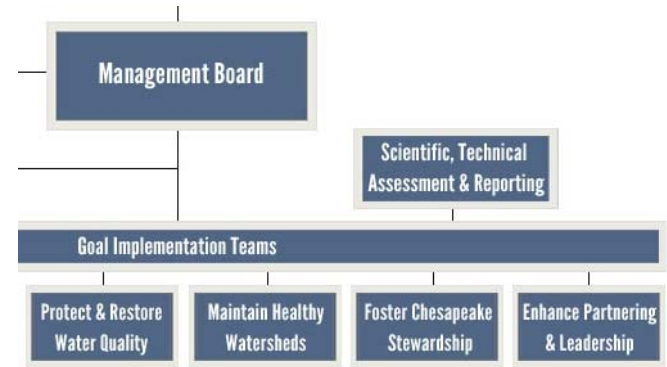 Management Board
Scientific, Technical
Assessment & Reporting
Goal Implementation Teams
Protect & Restore
Water Quality
Maintain Healthy
Watersheds
Foster Chesapeake
Stewardship
Enhance Partnering
& Leadership